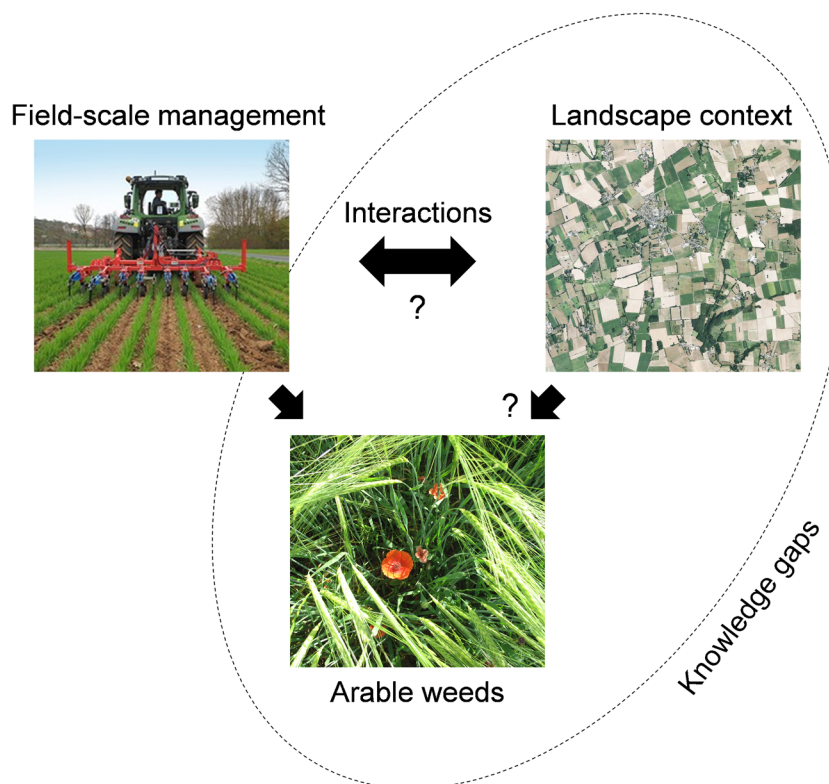 Field-scale management
Landscape context
Interactions
?
?
Arable weeds
Knowledge gaps